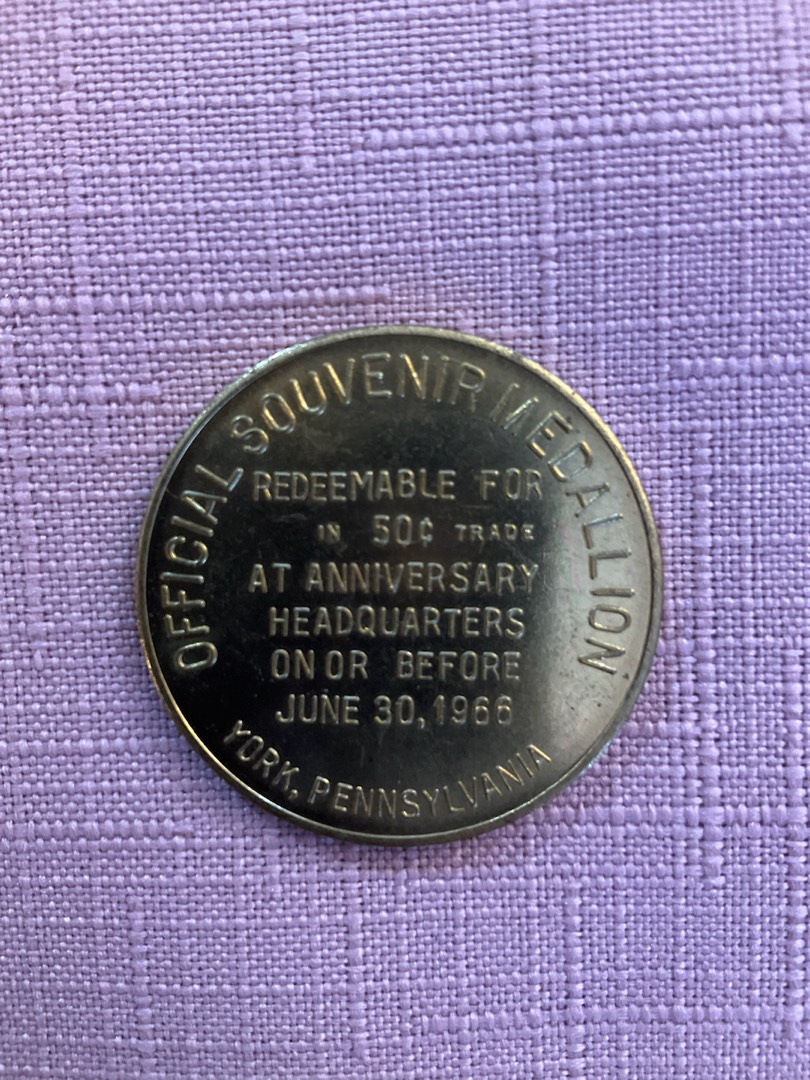 OFFICIAL SOUVENIR MEDALLION
REDEEMABLE FOR
IN 50¢ TRADE
AT ANNIVERSARY
HEADQUARTERS
ON OR BEFORE
JUNE 30, 1966
YORK, PENNSYLVANIA